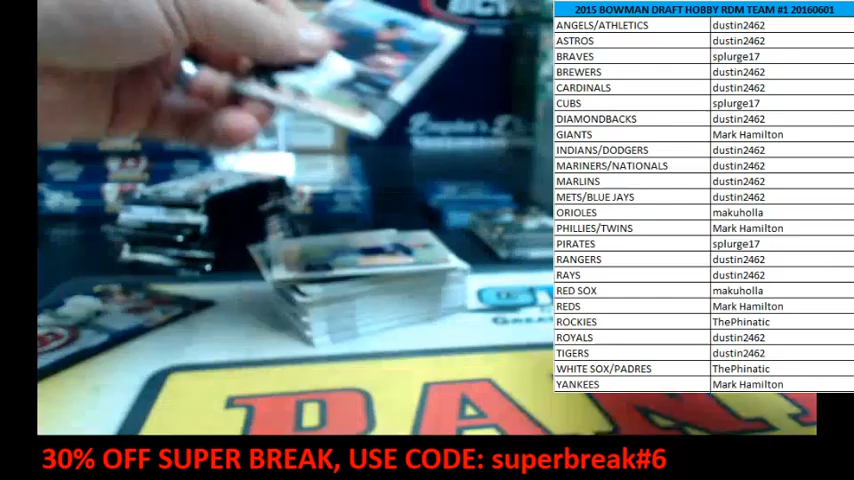 2015 BOWMAN DRAFT HOBBY RDM TEAM #1 20160601
ANGELS/ATHLETICS dustin2462
ASTROS dustin2462
BRAVES splurge17
BREWERS dustin2462
CARDINALS dustin2462
CUBS splurge17
DIAMONDBACKS dustin2462
GIANTS Mark Hamilton
INDIANS/DODGERS dustin2462
MARINERS/NATIONALS dustin2462
MARLINS dustin2462
METS/BLUE JAYS dustin2462
ORIOLES makuholla
PHILLIES/TWINS Mark Hamilton
PIRATES splurge17
RANGERS dustin2462
RAYS dustin2462
RED SOX makuholla
REDS Mark Hamilton
ROCKIES ThePhinatic
ROYALS dustin2462
TIGERS dustin2462
WHITE SOX/PADRES ThePhinatic
YANKEES Mark Hamilton
PANI
30% OFF SUPER BREAK, USE CODE: superbreak#6